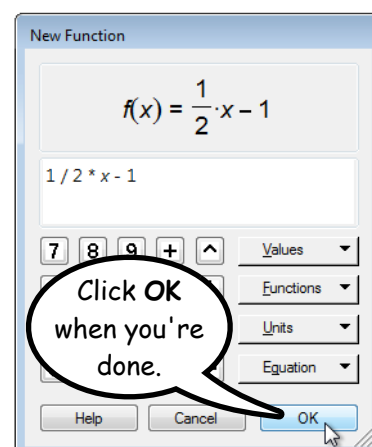 New Function
f(x) = 1/2 · x – 1
1 / 2 * x - 1
7 8 9 + ^
Values
Click OK
when you're
done.
Functions
Units
Equation
Help Cancel OK